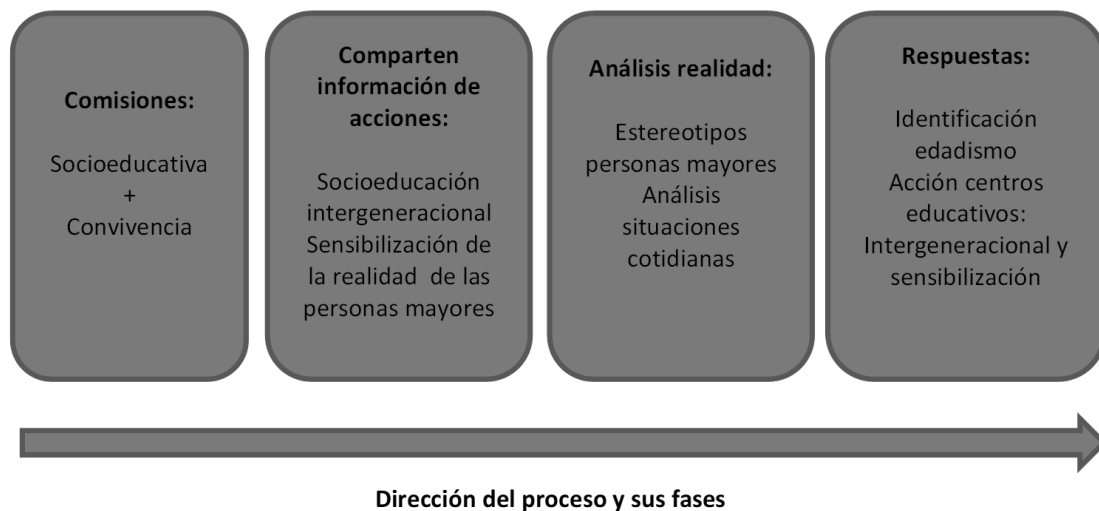 Comisiones:
Socioeducativa
+
Convivencia
Comparten
información de
acciones:
Socioeducación
intergeneracional
Sensibilización de
la realidad de las
personas mayores
Análisis realidad:
Estereotipos
personas mayores
Análisis
situaciones
cotidianas
Respuestas:
Identificación
edadismo
Acción centros
educativos:
Intergeneracional y
sensibilización
Dirección del proceso y sus fases